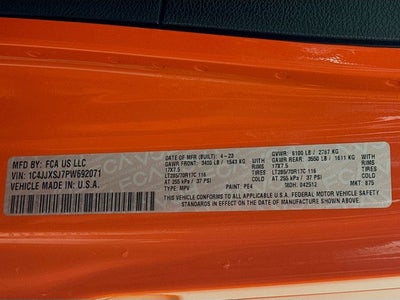 MFD BY: FCA US LLC
VIN: 1C4JJXSJ7PW692071
VEHICLE MADE IN U.S.A.
DATE OF MFR (BUILT) 4-23 GVWR 6100 LB / 2767 KG
GAWR FRONT 3400 LB / 1543 KG WITH GAWR REAR 3550 LB / 1611 KG WITH
17X7.5 RIMS 17X7.5 RIMS
LT285/70R17C 116 TIRES LT285/70R17C 116 TIRES
AT 255 kPa / 37 PSI AT 255 kPa / 37 PSI
TYPE: MPV PAINT: PE4 MDH: 042512 MKT: 875
THIS VEHICLE CONFORMS TO ALL APPLICABLE U.S.A. FEDERAL MOTOR VEHICLE SAFETY
STANDARDS IN EFFECT ON THE DATE OF MANUFACTURE SHOWN ABOVE.